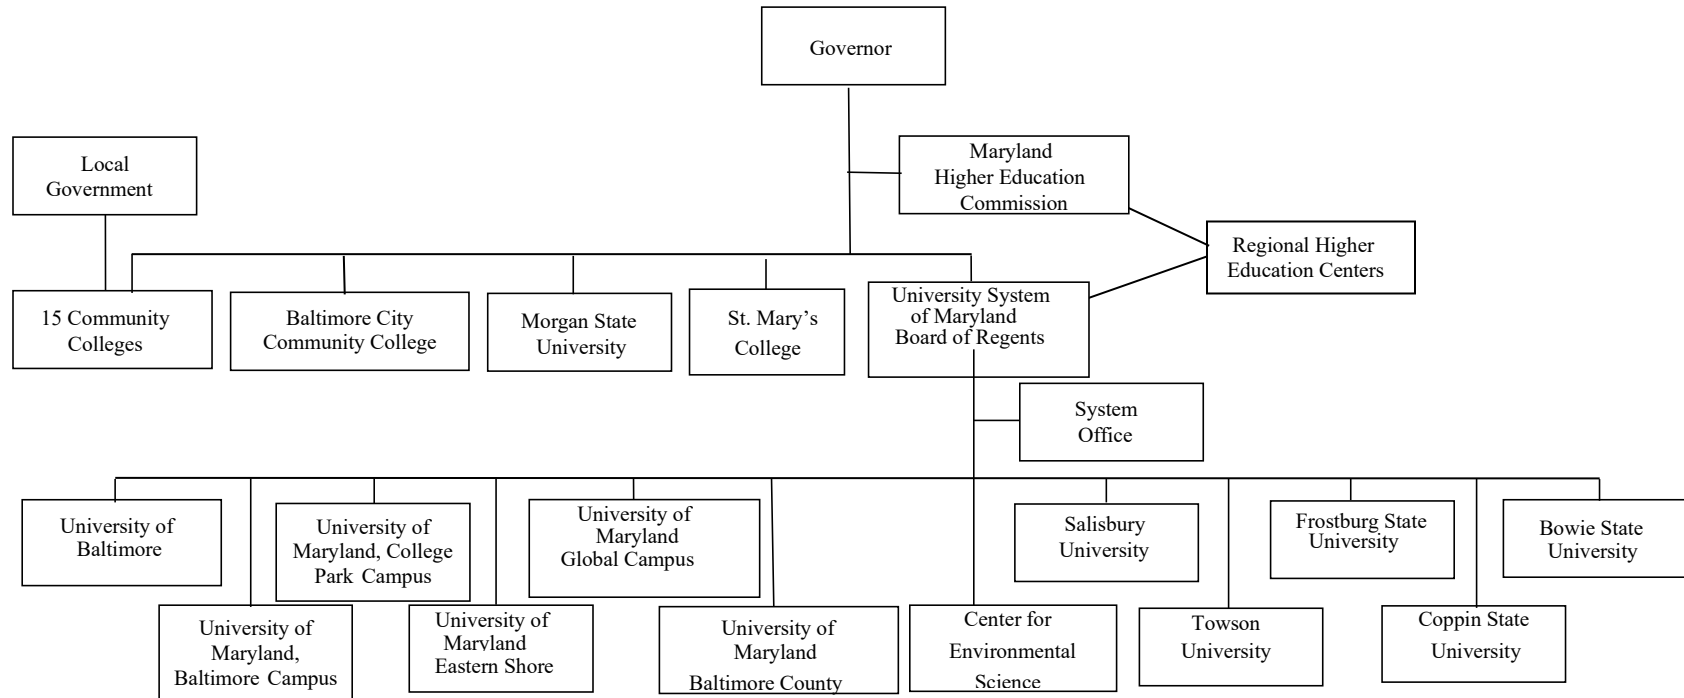 Governor
Maryland
Higher Education
Commission
Local
Government
Regional Higher
Education Centers
15 Community
Colleges
Baltimore City
Community College
Morgan State
University
St. Mary’s
College
University System
of Maryland
Board of Regents
System
Office
University of
Baltimore
University of
Maryland, College
Park Campus
University of
Maryland
Global Campus
Salisbury
University
Frostburg State
University
Bowie State
University
University of
Maryland,
Baltimore Campus
University of
Maryland
Eastern Shore
University of
Maryland
Baltimore County
Center for
Environmental
Science
Towson
University
Coppin State
University